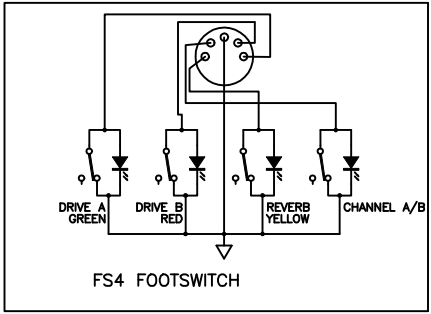 DRIVE A
GREEN
DRIVE B
RED
REVERB
YELLOW
CHANNEL A/B
FS4 FOOTSWITCH